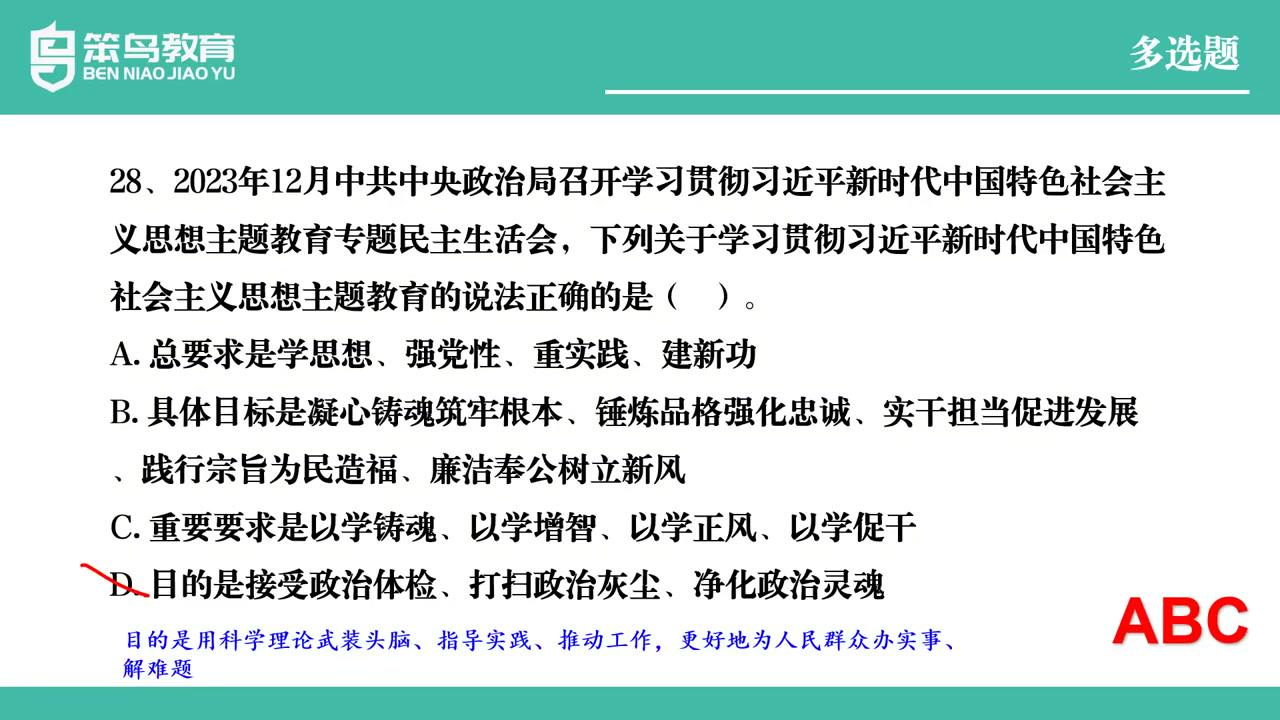 笨鸟教育
BEN NIAO JIAO YU
多选题
28、2023年12月中共中央政治局召开学习贯彻习近平新时代中国特色社会主
义思想主题教育专题民主生活会，下列关于学习贯彻习近平新时代中国特色
社会主义思想主题教育的说法正确的是（ ）。
A. 总要求是学思想、强党性、重实践、建新功
B. 具体目标是凝心铸魂筑牢根本、锤炼品格强化忠诚、实干担当促进发展
、践行宗旨为民造福、廉洁奉公树立新风
C. 重要要求是以学铸魂、以学增智、以学正风、以学促干
D. 目的是接受政治体检、打扫政治灰尘、净化政治灵魂
ABC
目的是用科学理论武装头脑、指导实践、推动工作，更好地为人民群众办实事、
解难题